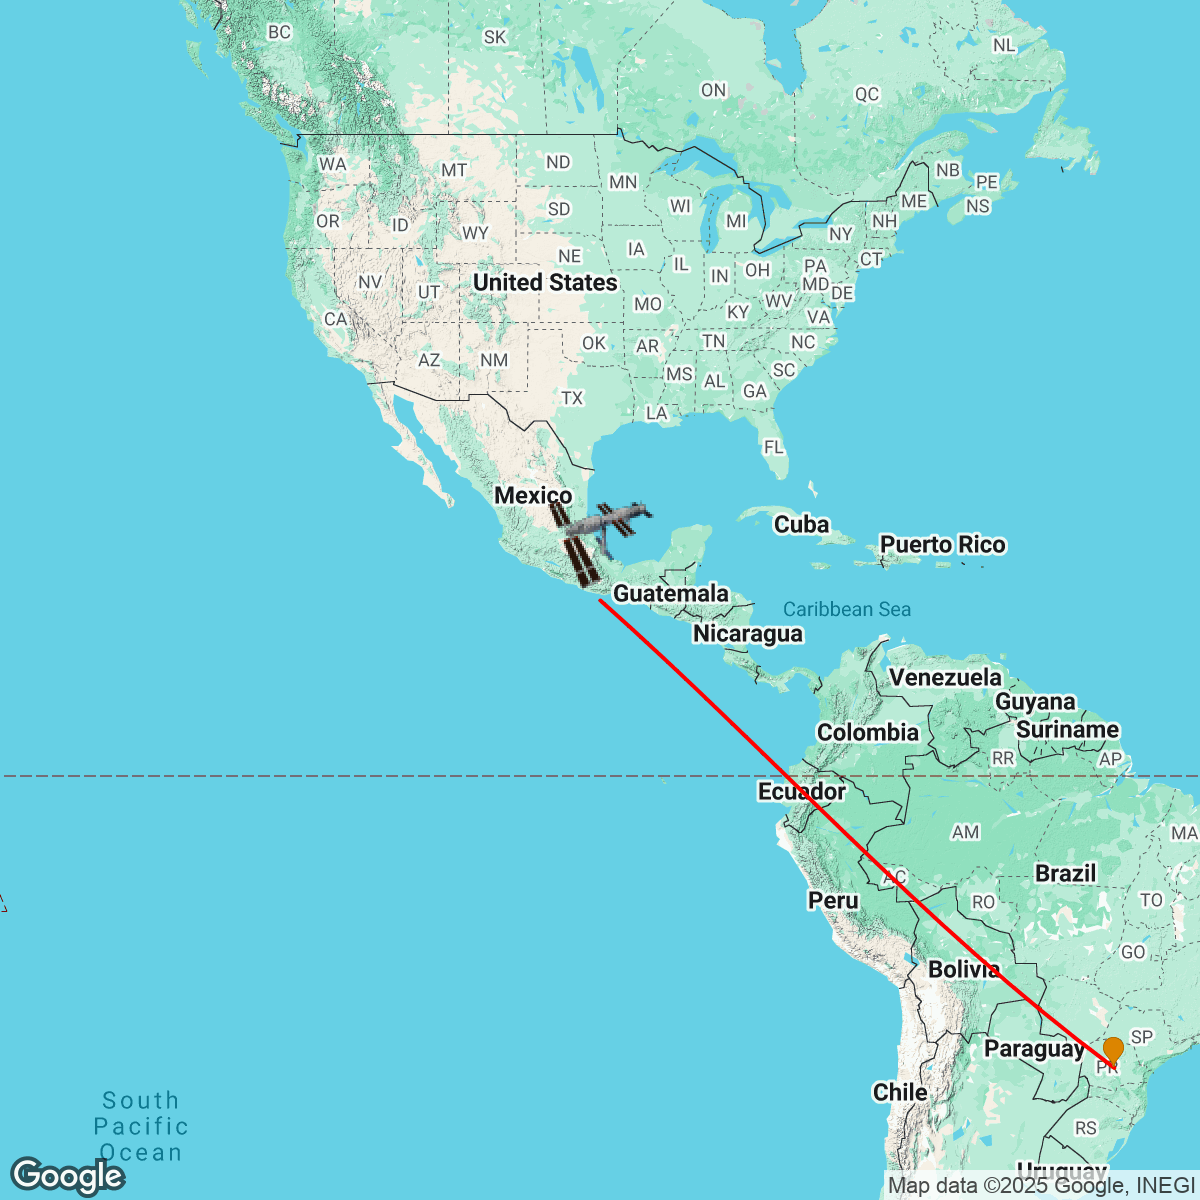 BC
SK
NL
ON
QC
WA
MT
ND
MN
NB
PE
OR
ID
SD
WI
MI
ME
NS
WY
NY
NH
NE
IA
IL
IN
OH
PA
CT
NV
UT
United States
MO
KY
WV
MD
DE
CA
VA
AZ
NM
OK
AR
TN
NC
MS
AL
SC
GA
TX
LA
FL
Mexico
Cuba
Puerto Rico
Guatemala
Caribbean Sea
Nicaragua
Venezuela
Guyana
Colombia
Suriname
RR
AP
Ecuador
AM
MA
AC
Brazil
Peru
RO
TO
GO
Bolivia
SP
Paraguay
PR
Chile
South
Pacific
Ocean
RS
Uruguay
Google
Map data ©2025 Google, INEGI